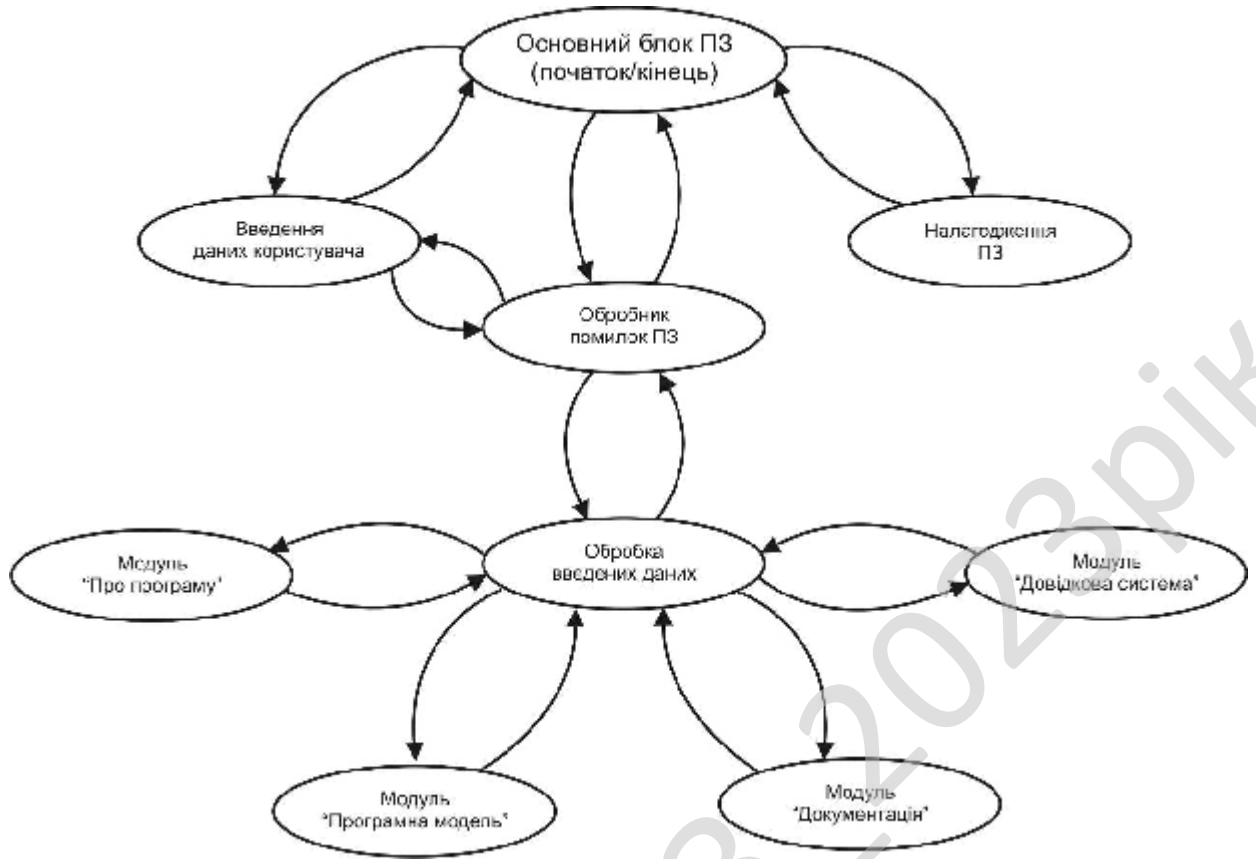 Основний блок ПЗ
(початок/кінець)
Введення
даних користувача
Налагодження
ПЗ
Обробник
помилок ПЗ
Обробка
введених даних
Модуль
"Про програму"
Модуль
"Довідкова система"
Модуль
"Програмна модель"
Модуль
"Документація"
2023рік